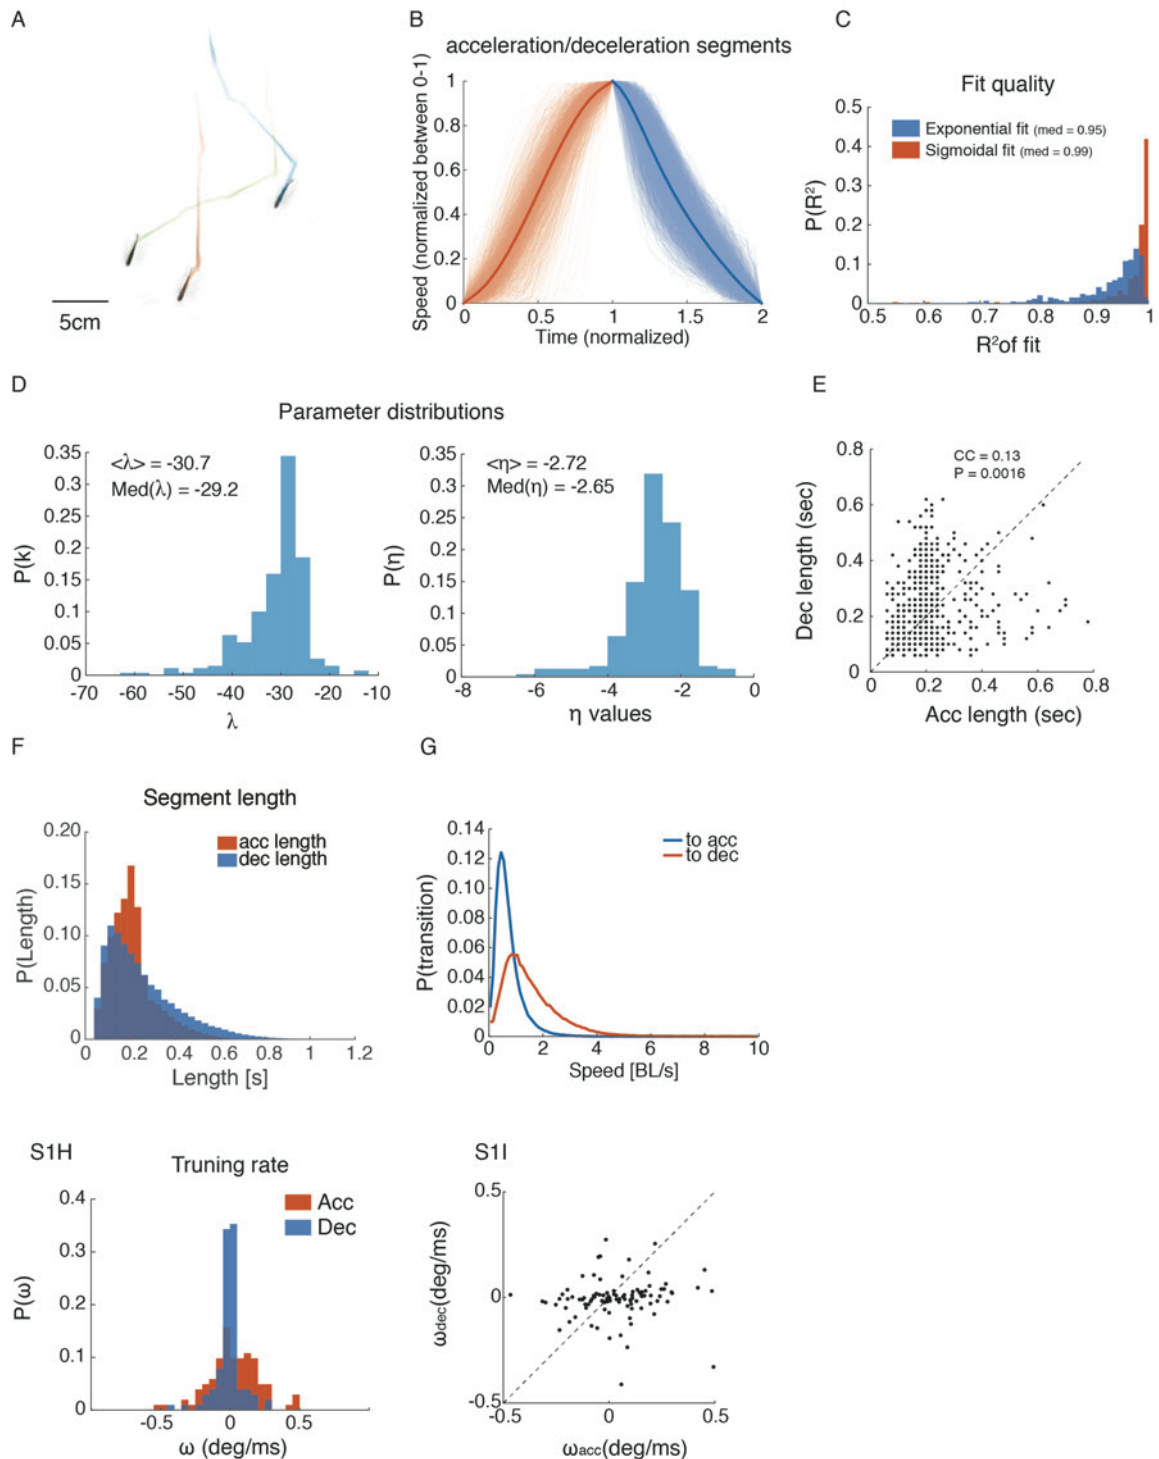 A
5cm
B
acceleration/deceleration segments
Speed (normalized between 0-1)
1
0.8
0.6
0.4
0.2
0
0 0.5 1 1.5 2
Time (normalized)
C
Fit quality
Exponential fit (med = 0.95)
Sigmoidal fit (med = 0.99)
P(R²)
0.5
0.4
0.3
0.2
0.1
0
0.5 0.6 0.7 0.8 0.9 1
R²of fit
D
Parameter distributions
<λ> = -30.7
Med(λ) = -29.2
P(k)
0.35
0.3
0.25
0.2
0.15
0.1
0.05
0
-70 -60 -50 -40 -30 -20 -10
λ
<η> = -2.72
Med(η) = -2.65
P(η)
0.35
0.3
0.25
0.2
0.15
0.1
0.05
0
-8 -6 -4 -2 0
η values
E
CC = 0.13
P = 0.0016
Dec length (sec)
0.8
0.6
0.4
0.2
0
0 0.2 0.4 0.6 0.8
Acc length (sec)
F
Segment length
acc length
dec length
P(Length)
0.20
0.15
0.10
0.05
0
0 0.2 0.4 0.6 0.8 1 1.2
Length [s]
G
to acc
to dec
P(transition)
0.14
0.12
0.10
0.08
0.06
0.04
0.02
0
0 2 4 6 8 10
Speed [BL/s]
S1H
Truning rate
Acc
Dec
P(ω)
0.4
0.3
0.2
0.1
0
-0.5 0 0.5
ω (deg/ms)
S1I
ωdec(deg/ms)
0.5
0
-0.5
-0.5 0 0.5
ωacc(deg/ms)